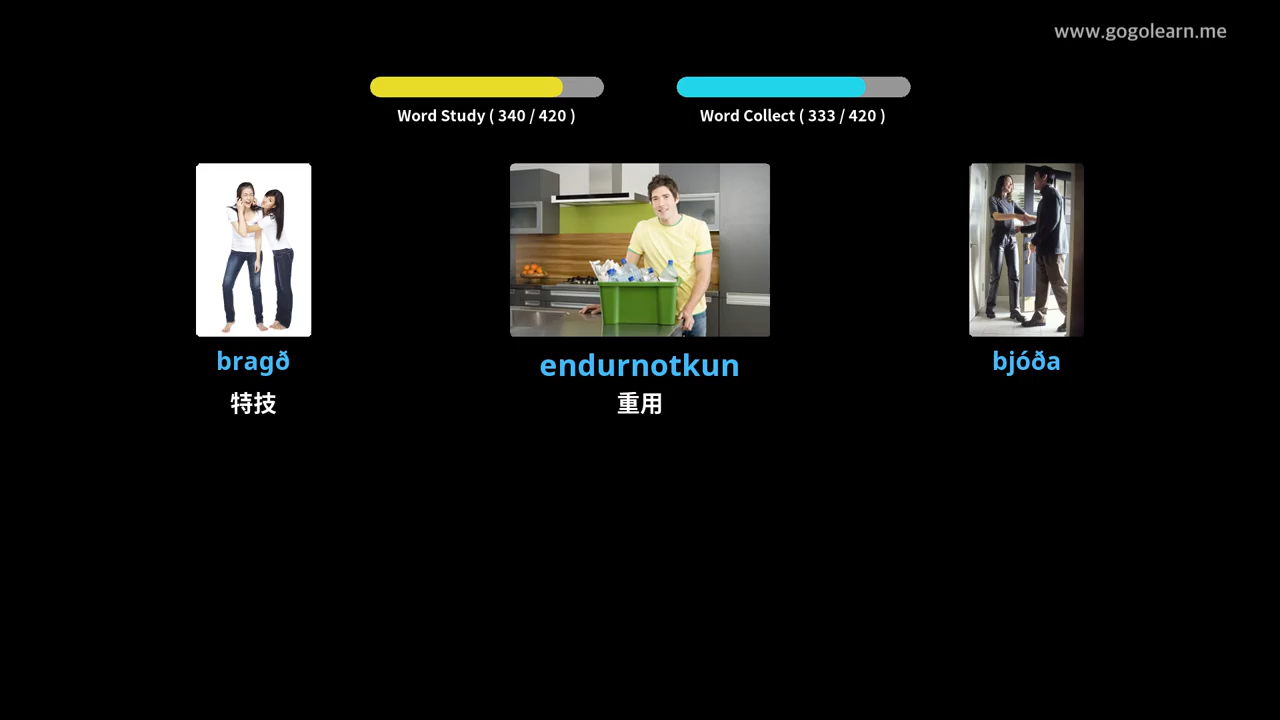 www.gogolearn.me
Word Study ( 340 / 420 )
Word Collect ( 333 / 420 )
bragð
endurnotkun
bjóða
特技
重用